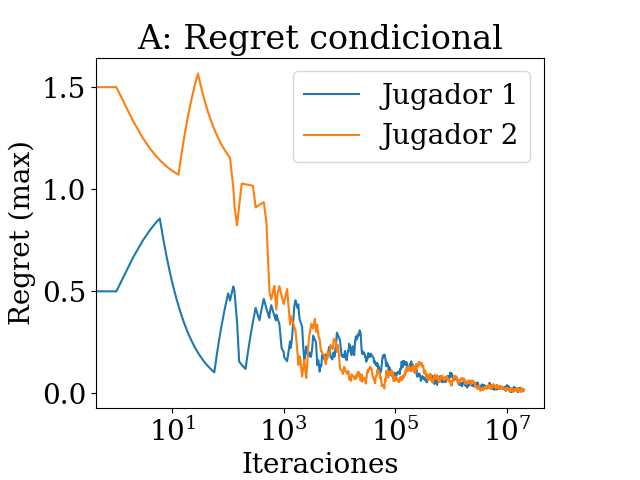 A: Regret condicional
Regret (max)
1.5
1.0
0.5
0.0
Jugador 1
Jugador 2
10^1 10^3 10^5 10^7
Iteraciones